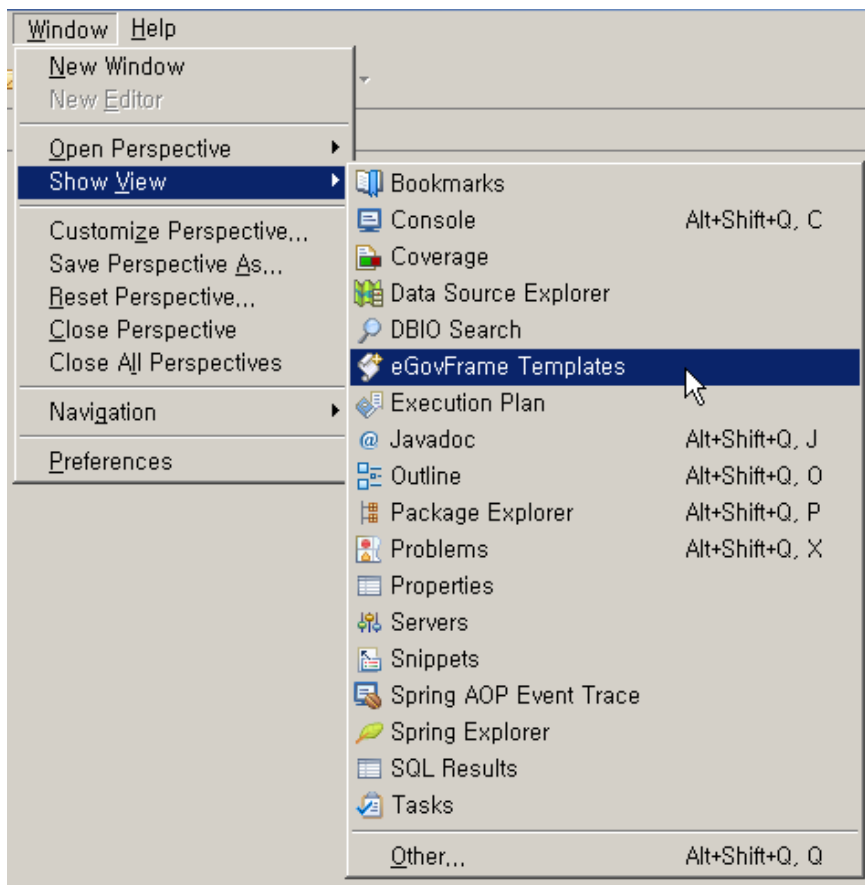 Window Help
New Window
New Editor
Open Perspective
Show View
Customize Perspective...
Save Perspective As...
Reset Perspective...
Close Perspective
Close All Perspectives
Navigation
Preferences
Bookmarks
Console Alt+Shift+Q, C
Coverage
Data Source Explorer
DBIO Search
eGovFrame Templates
Execution Plan
Javadoc Alt+Shift+Q, J
Outline Alt+Shift+Q, O
Package Explorer Alt+Shift+Q, P
Problems Alt+Shift+Q, X
Properties
Servers
Snippets
Spring AOP Event Trace
Spring Explorer
SQL Results
Tasks
Other... Alt+Shift+Q, Q